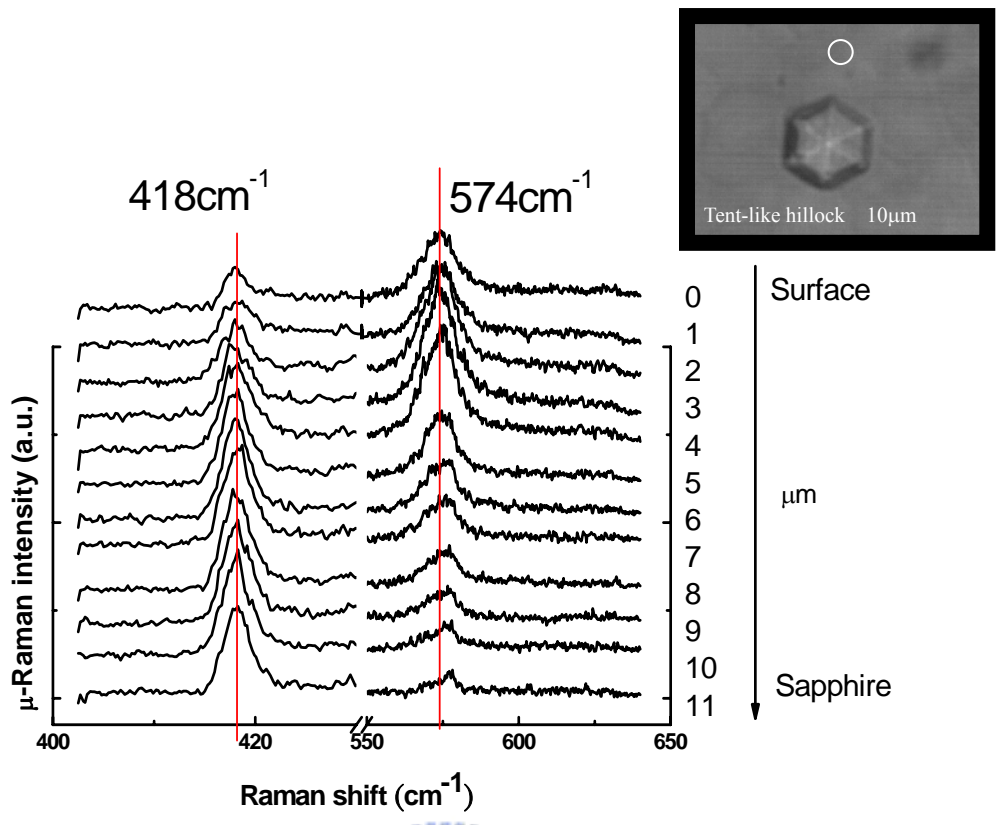 Tent-like hillock 10μm
418cm-1
574cm-1
0
1
2
3
4
5
6
7
8
9
10
11
Surface
μm
Sapphire
μ-Raman intensity (a.u.)
400 420 550 600 650
Raman shift (cm-1)